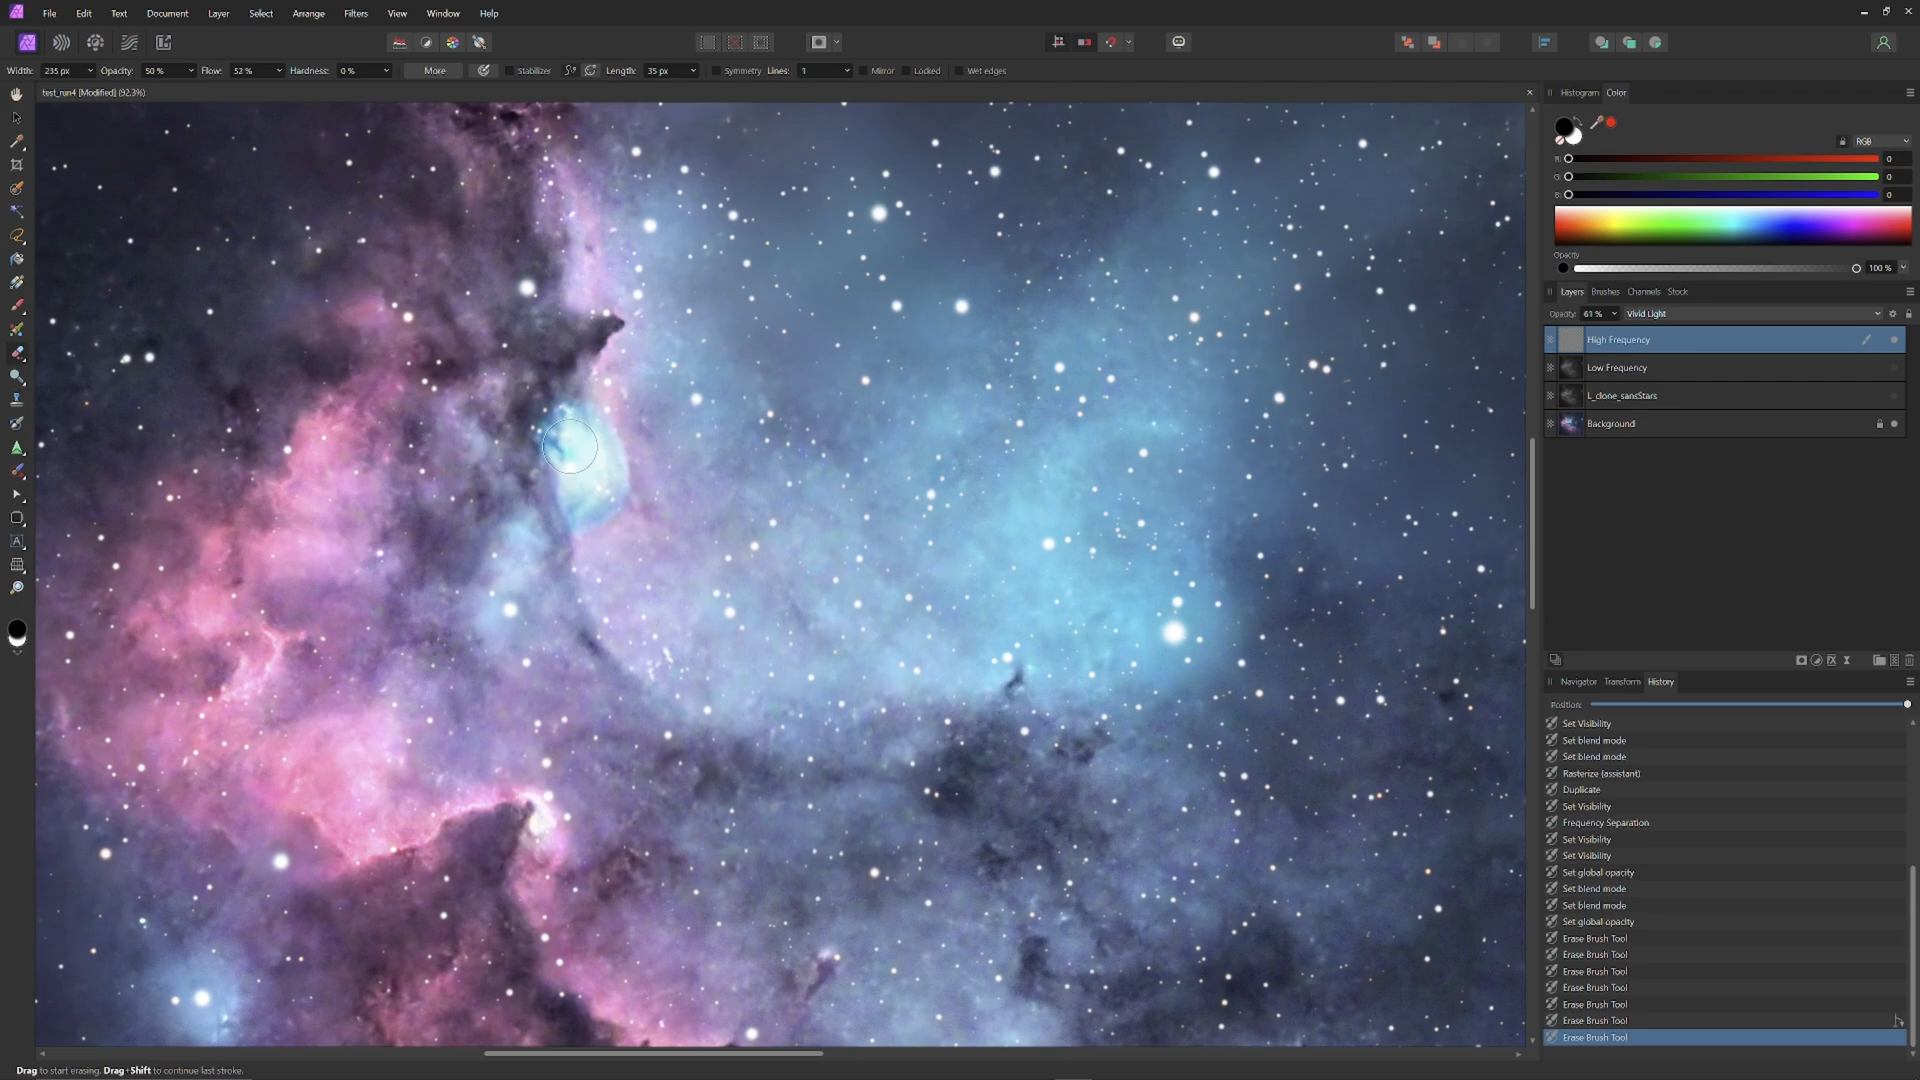 File Edit Text Document Layer Select Arrange Filters View Window Help
Width: 235 px Opacity: 50 % Flow: 52 % Hardness: 0 % More Stabilizer Length: 35 px Symmetry Lines: 1 Mirror Locked Wet edges
test_run4 [Modified] (92.3%)
Histogram Color
RGB
R: 0
G: 0
B: 0
Opacity
100 %
Layers Brushes Channels Stock
Opacity: 61 % Vivid Light
High Frequency
Low Frequency
L_clone_sansStars
Background
Navigator Transform History
Position:
Set Visibility
Set blend mode
Set blend mode
Rasterize (assistant)
Duplicate
Set Visibility
Frequency Separation
Set Visibility
Set Visibility
Set global opacity
Set blend mode
Set blend mode
Set global opacity
Erase Brush Tool
Erase Brush Tool
Erase Brush Tool
Erase Brush Tool
Erase Brush Tool
Erase Brush Tool
Erase Brush Tool
Drag to start erasing. Drag+Shift to continue last stroke.